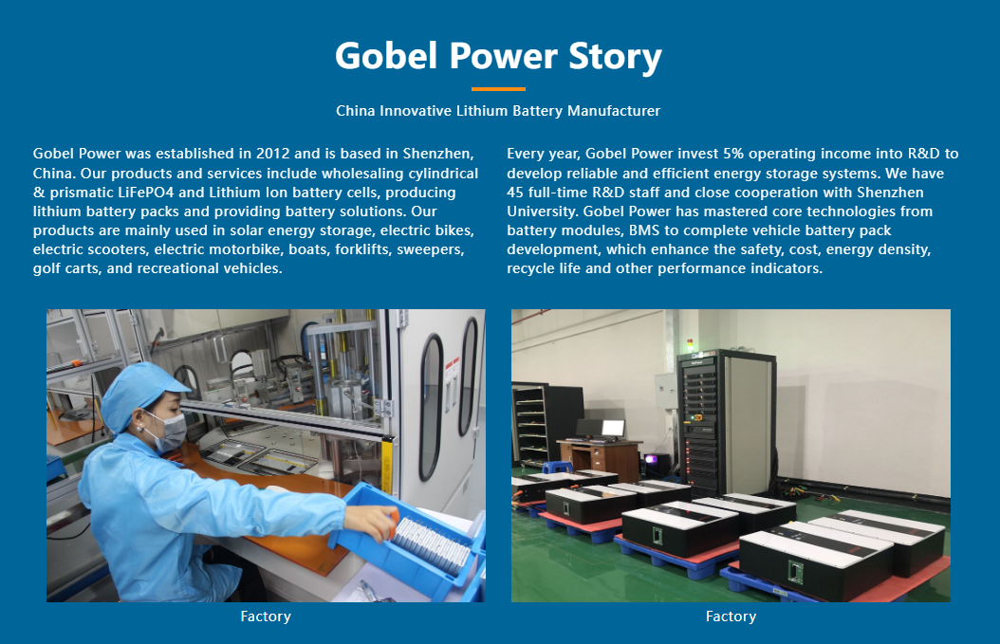 Gobel Power Story
China Innovative Lithium Battery Manufacturer
Gobel Power was established in 2012 and is based in Shenzhen,
China. Our products and services include wholesaling cylindrical
& prismatic LiFePO4 and Lithium Ion battery cells, producing
lithium battery packs and providing battery solutions. Our
products are mainly used in solar energy storage, electric bikes,
electric scooters, electric motorbike, boats, forklifts, sweepers,
golf carts, and recreational vehicles.
Every year, Gobel Power invest 5% operating income into R&D to
develop reliable and efficient energy storage systems. We have
45 full-time R&D staff and close cooperation with Shenzhen
University. Gobel Power has mastered core technologies from
battery modules, BMS to complete vehicle battery pack
development, which enhance the safety, cost, energy density,
recycle life and other performance indicators.
Factory
Factory